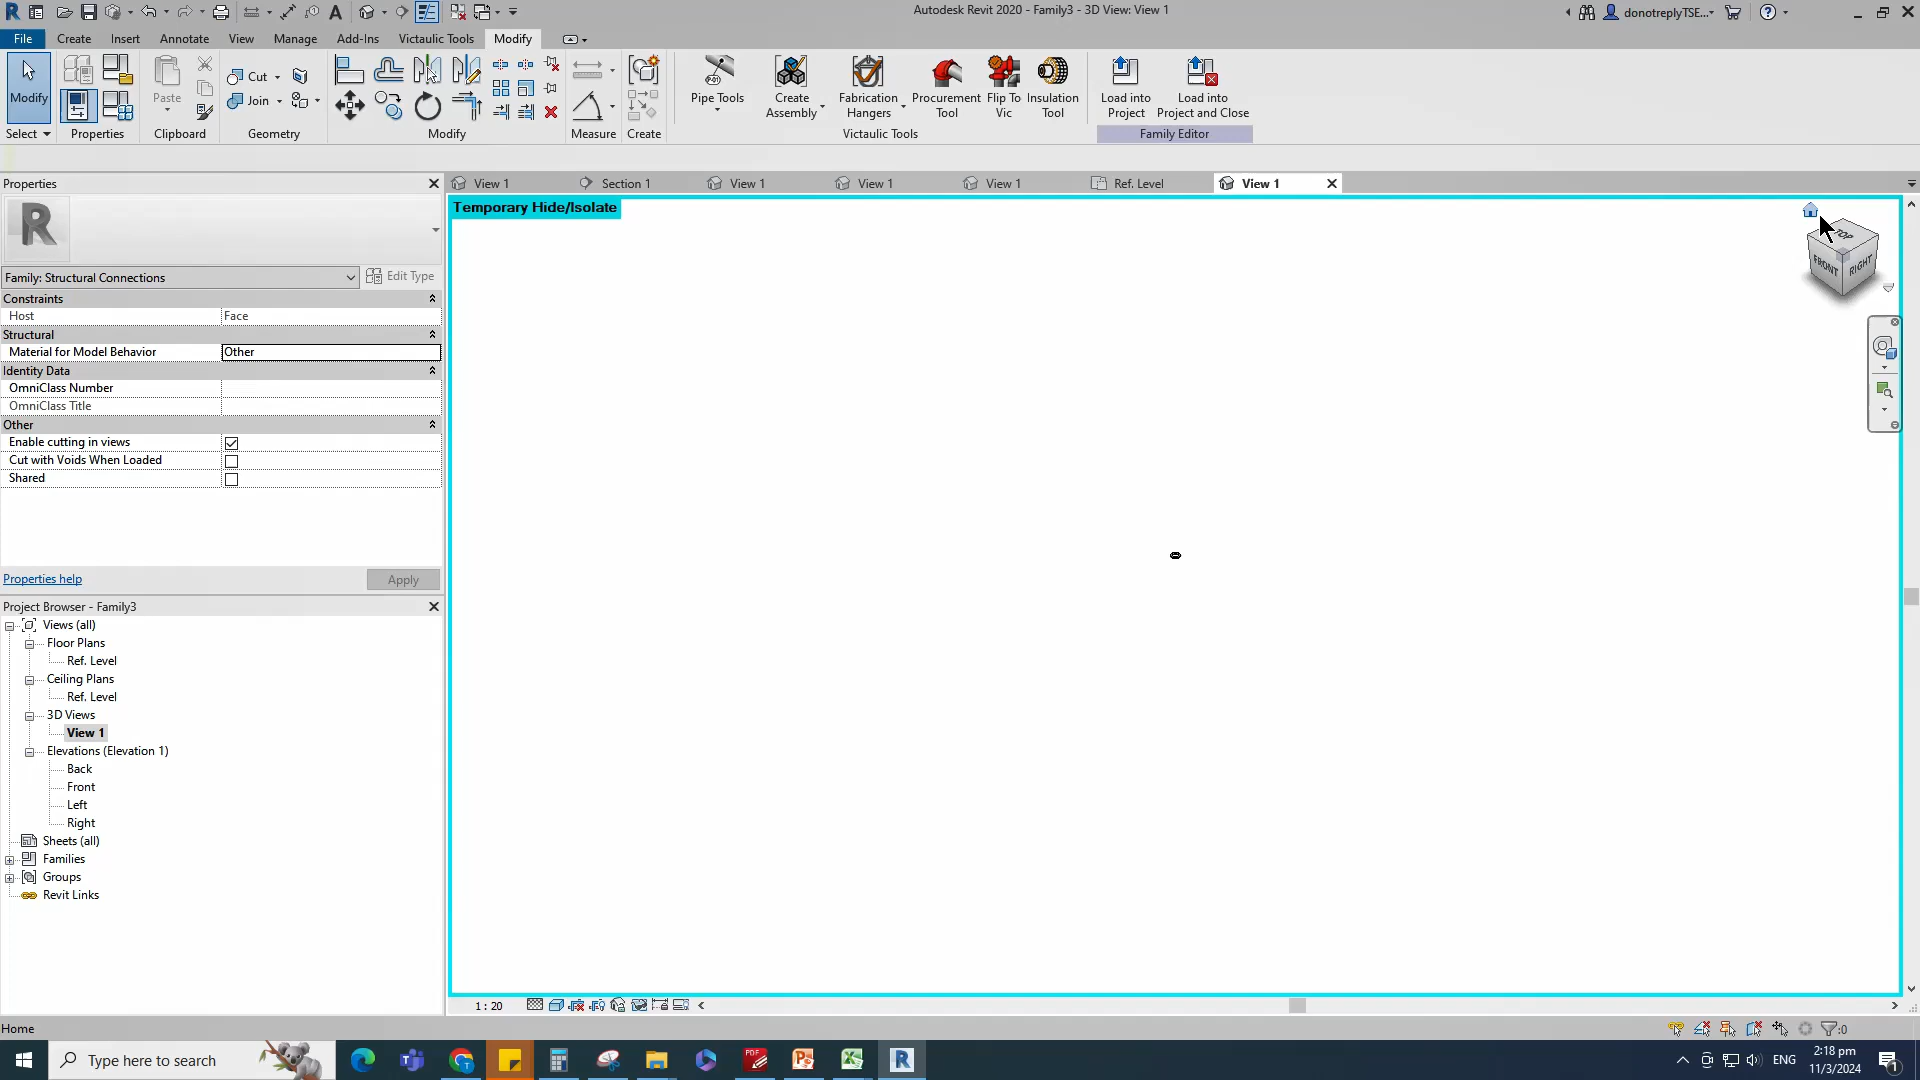 Autodesk Revit 2020 - Family3 - 3D View: View 1
donotreplyTSE...
File Create Insert Annotate View Manage Add-Ins Victaulic Tools Modify
Modify
Paste
Cut
Join
Pipe Tools
Create Assembly
Fabrication Hangers
Procurement Tool
Flip To Vic
Insulation Tool
Load into Project
Load into Project and Close
Select Properties Clipboard Geometry Modify Measure Create Victaulic Tools Family Editor
Properties
View 1 Section 1 View 1 View 1 View 1 Ref. Level View 1
Temporary Hide/Isolate
TOP
FRONT RIGHT
Family: Structural Connections Edit Type
Constraints
Host Face
Structural
Material for Model Behavior Other
Identity Data
OmniClass Number
OmniClass Title
Other
Enable cutting in views
Cut with Voids When Loaded
Shared
Properties help Apply
Project Browser - Family3
Views (all)
Floor Plans
Ref. Level
Ceiling Plans
Ref. Level
3D Views
View 1
Elevations (Elevation 1)
Back
Front
Left
Right
Sheets (all)
Families
Groups
Revit Links
1 : 20
Home
:0
Type here to search
ENG
2:18 pm
11/3/2024